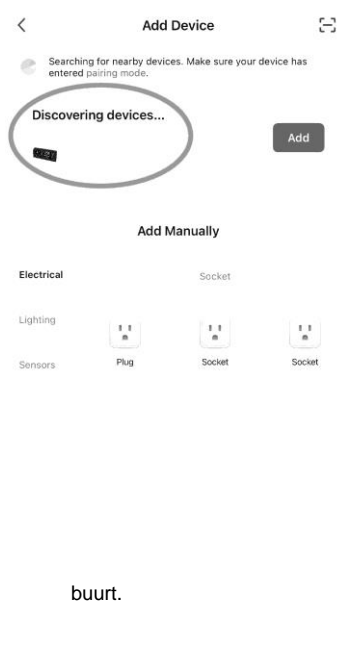 Add Device
Searching for nearby devices. Make sure your device has
entered pairing mode.
Discovering devices...
Add
Add Manually
Electrical
Socket
Lighting
Plug
Socket
Socket
Sensors
buurt.